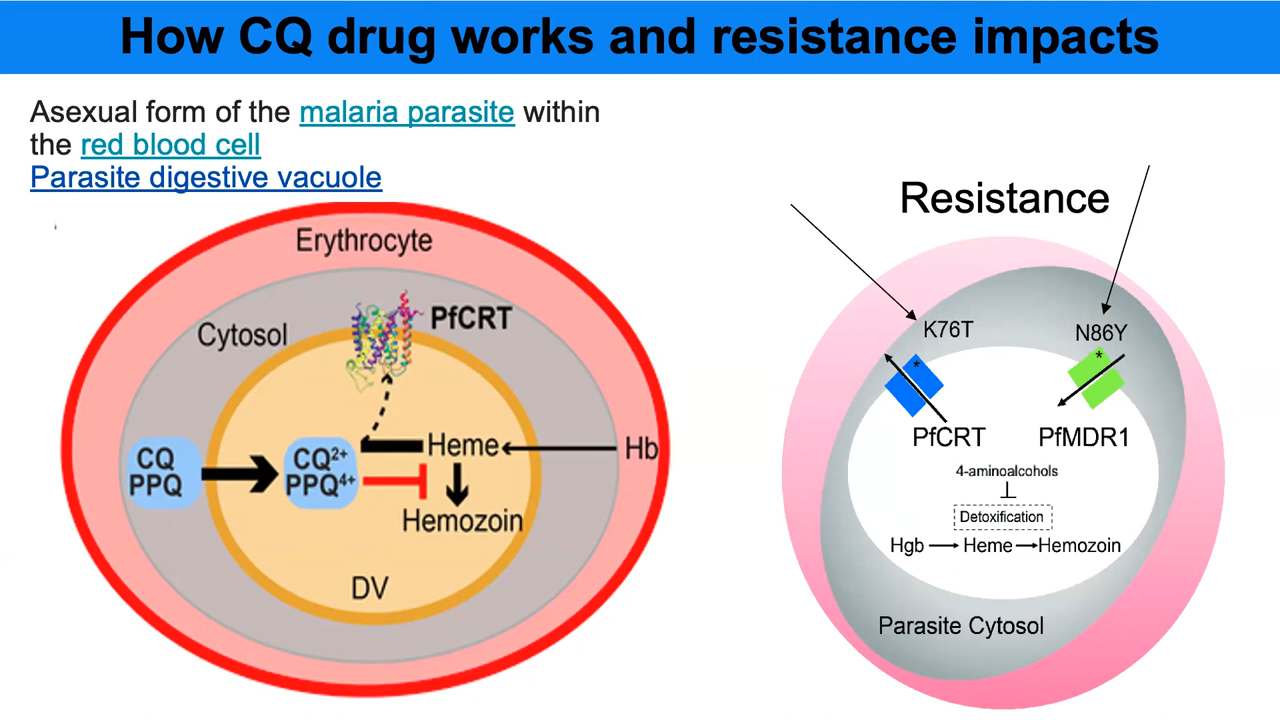 How CQ drug works and resistance impacts
Asexual form of the malaria parasite within
the red blood cell
Parasite digestive vacuole
Erythrocyte
Cytosol
PfCRT
CQ
PPQ
CQ²⁺
PPQ⁴⁺
Heme
Hb
Hemozoin
DV
Resistance
K76T
N86Y
*
*
PfCRT
PfMDR1
4-aminoalcohols
Detoxification
Hgb
Heme
Hemozoin
Parasite Cytosol